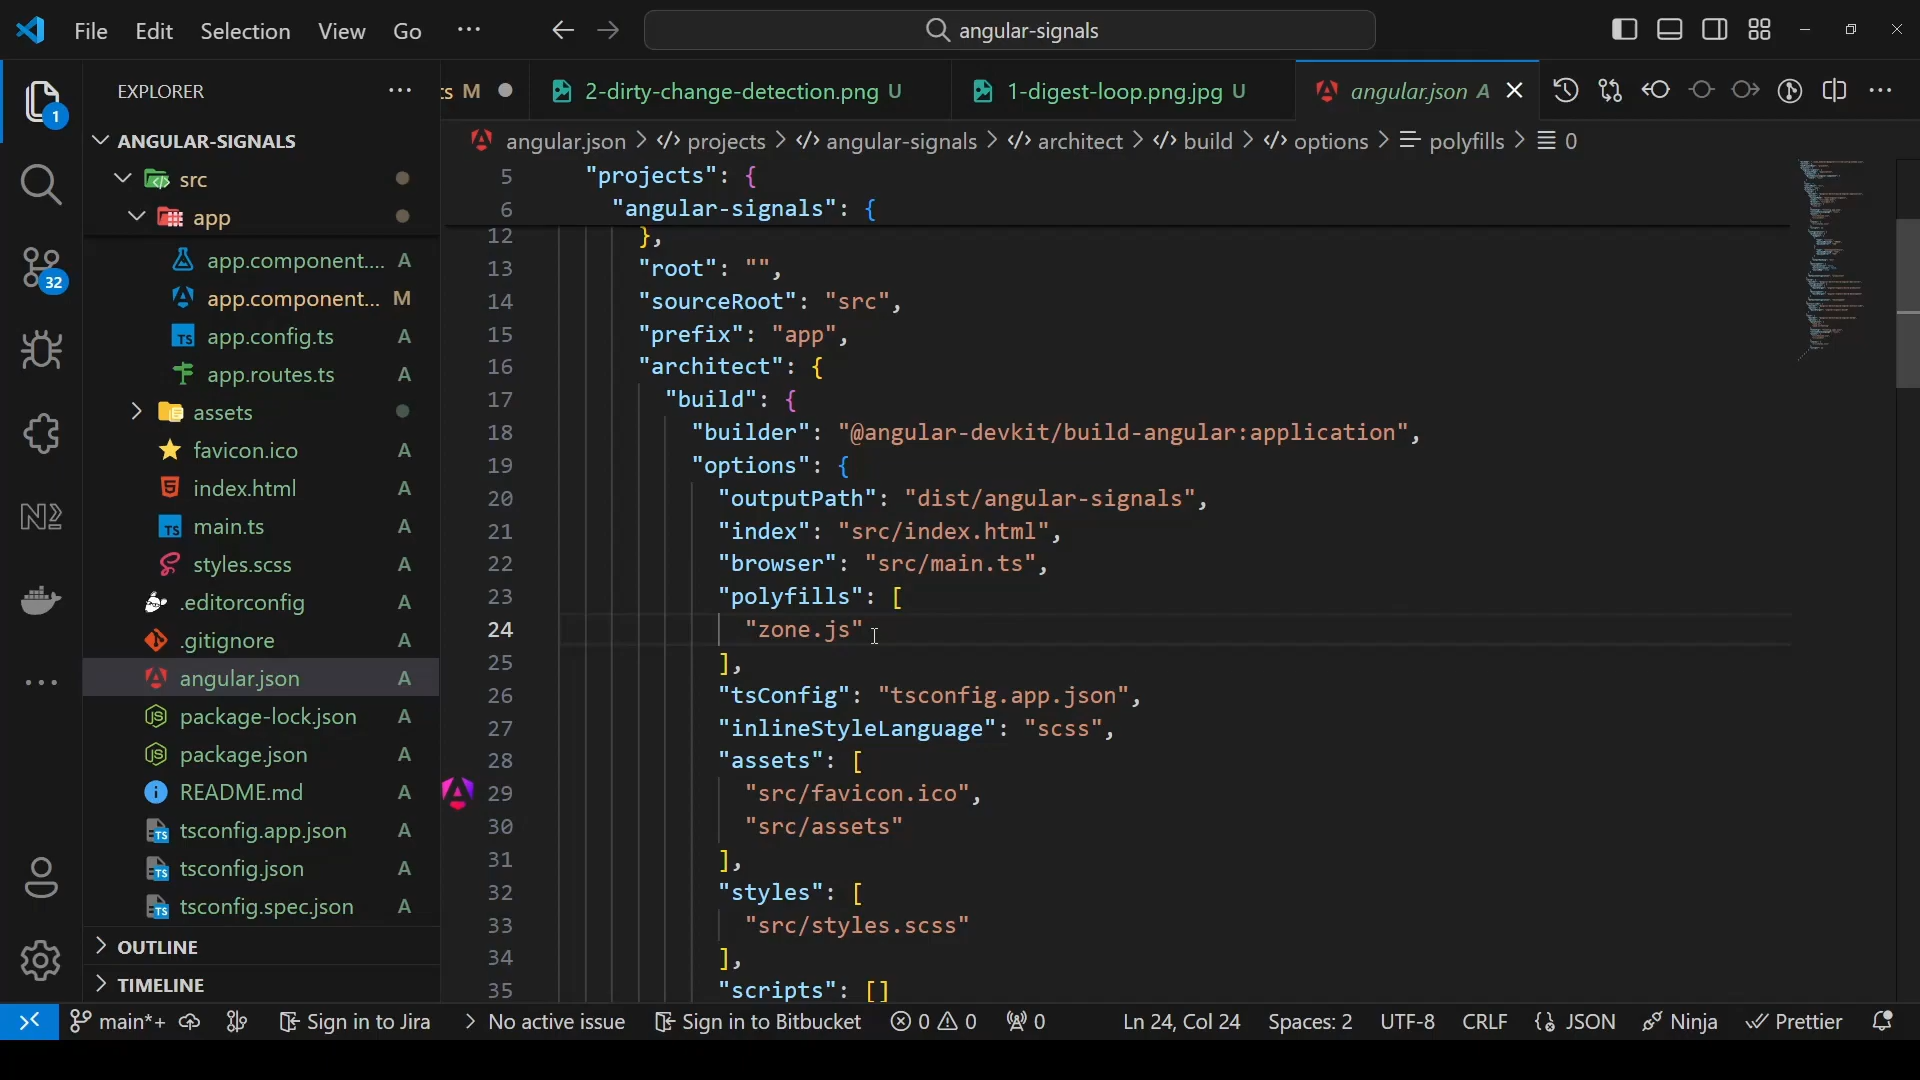 File Edit Selection View Go ··· angular-signals
EXPLORER ···
ts M 2-dirty-change-detection.png U 1-digest-loop.png.jpg U angular.json A
1
ANGULAR-SIGNALS
angular.json > projects > angular-signals > architect > build > options > polyfills > 0
src
app
app.component.... A
app.component... M
app.config.ts A
app.routes.ts A
assets
favicon.ico A
index.html A
main.ts A
styles.scss A
.editorconfig A
.gitignore A
angular.json A
package-lock.json A
package.json A
README.md A
tsconfig.app.json A
tsconfig.json A
tsconfig.spec.json A
OUTLINE
TIMELINE
32
5 "projects": {
6 "angular-signals": {
12 },
13 "root": "",
14 "sourceRoot": "src",
15 "prefix": "app",
16 "architect": {
17 "build": {
18 "builder": "@angular-devkit/build-angular:application",
19 "options": {
20 "outputPath": "dist/angular-signals",
21 "index": "src/index.html",
22 "browser": "src/main.ts",
23 "polyfills": [
24 "zone.js"
25 ],
26 "tsConfig": "tsconfig.app.json",
27 "inlineStyleLanguage": "scss",
28 "assets": [
29 "src/favicon.ico",
30 "src/assets"
31 ],
32 "styles": [
33 "src/styles.scss"
34 ],
35 "scripts": []
main*+ Sign in to Jira > No active issue Sign in to Bitbucket 0 0 0 Ln 24, Col 24 Spaces: 2 UTF-8 CRLF {} JSON Ninja Prettier